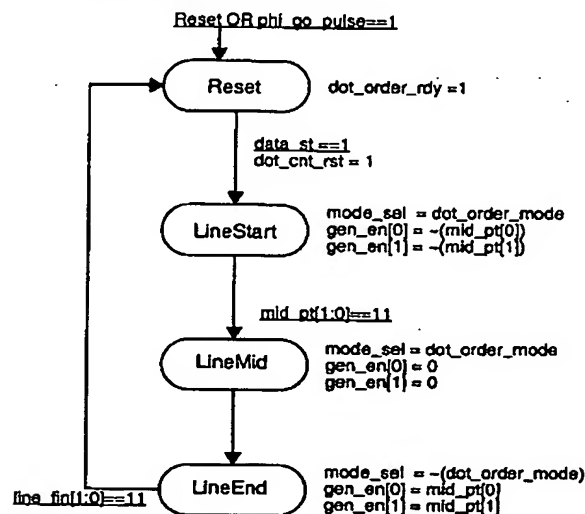 Reset OR phi_go_pulse==1
Reset
dot_order_rdy = 1
data_st==1
dot_cnt_rst = 1
LineStart
mode_sel = dot_order_mode
gen_en[0] = ~(mid_pt[0])
gen_en[1] = ~(mid_pt[1])
mid_pt[1:0]==11
LineMid
mode_sel = dot_order_mode
gen_en[0] = 0
gen_en[1] = 0
LineEnd
mode_sel = ~(dot_order_mode)
gen_en[0] = mid_pt[0]
gen_en[1] = mid_pt[1]
line_fin[1:0]==11